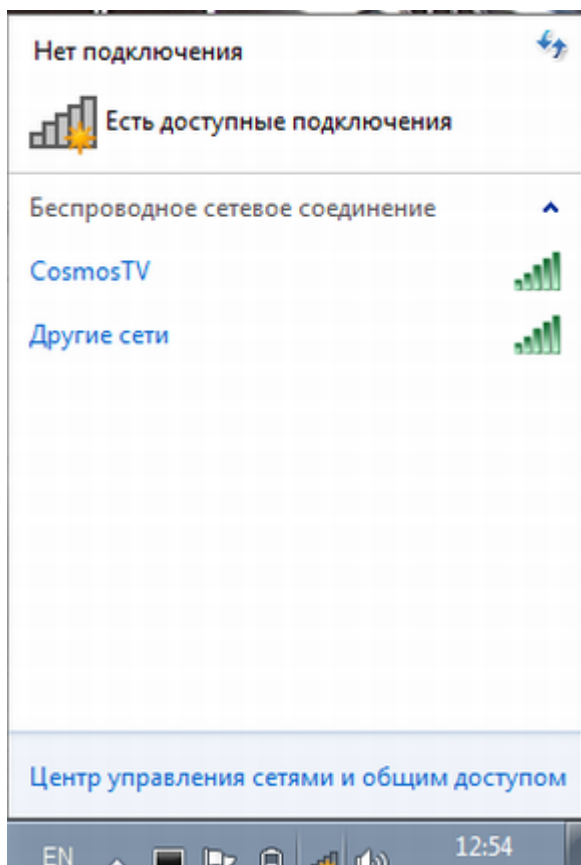 Нет подключения
Есть доступные подключения
Беспроводное сетевое соединение
CosmosTV
Другие сети
Центр управления сетями и общим доступом
EN
12:54